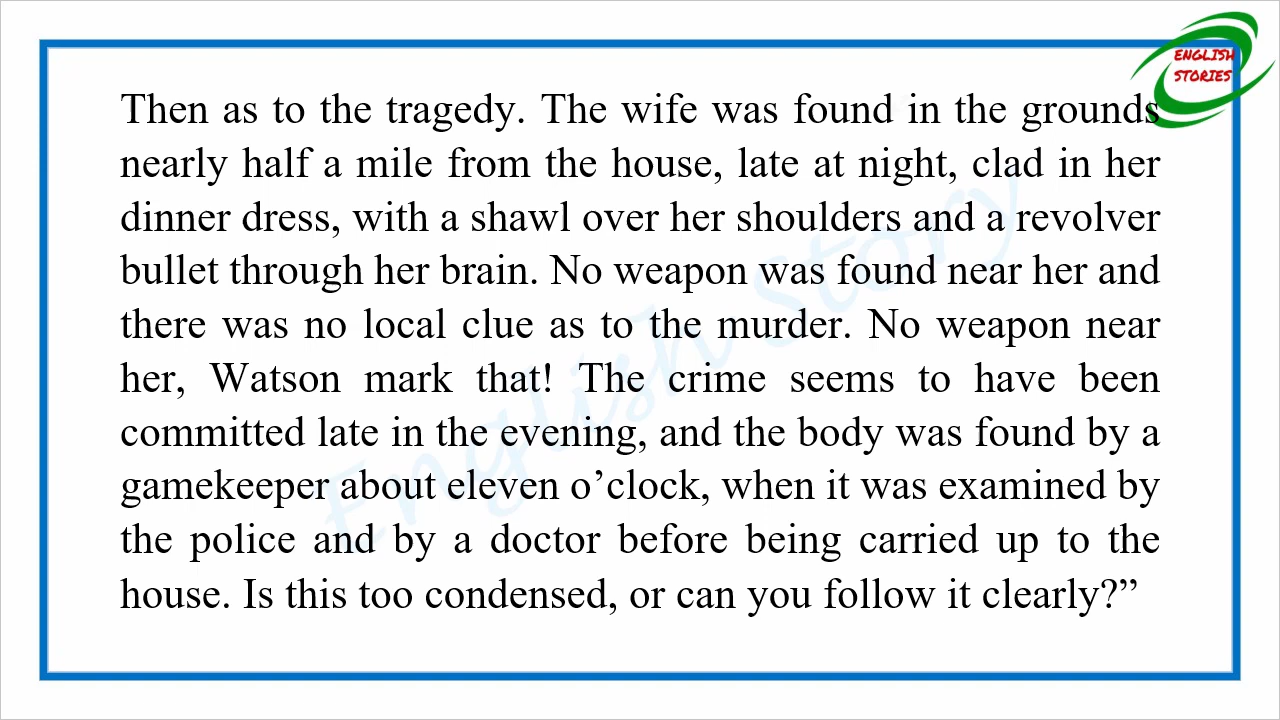 ENGLISH
STORIES
Then as to the tragedy. The wife was found in the grounds
nearly half a mile from the house, late at night, clad in her
dinner dress, with a shawl over her shoulders and a revolver
bullet through her brain. No weapon was found near her and
there was no local clue as to the murder. No weapon near
her, Watson mark that! The crime seems to have been
committed late in the evening, and the body was found by a
gamekeeper about eleven o’clock, when it was examined by
the police and by a doctor before being carried up to the
house. Is this too condensed, or can you follow it clearly?”
English Story